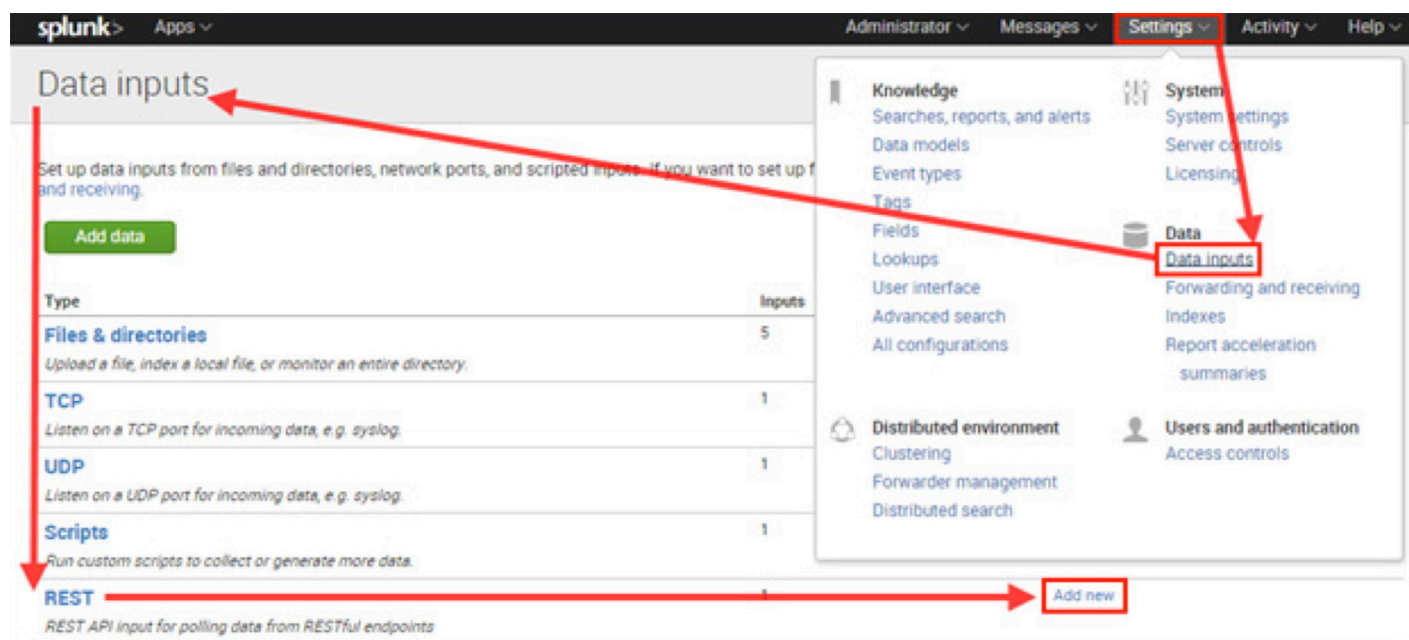 splunk> Apps Administrator Messages Settings Activity Help
Data inputs
Set up data inputs from files and directories, network ports, and scripted inputs. If you want to set up f
and receiving.
Add data
Type Inputs
Files & directories 5
Upload a file, index a local file, or monitor an entire directory.
TCP 1
Listen on a TCP port for incoming data, e.g. syslog.
UDP 1
Listen on a UDP port for incoming data, e.g. syslog.
Scripts 1
Run custom scripts to collect or generate more data.
REST 1 Add new
REST API input for polling data from RESTful endpoints
Knowledge
Searches, reports, and alerts
Data models
Event types
Tags
Fields
Lookups
User interface
Advanced search
All configurations
Distributed environment
Clustering
Forwarder management
Distributed search
System
System settings
Server controls
Licensing
Data
Data inputs
Forwarding and receiving
Indexes
Report acceleration
summaries
Users and authentication
Access controls